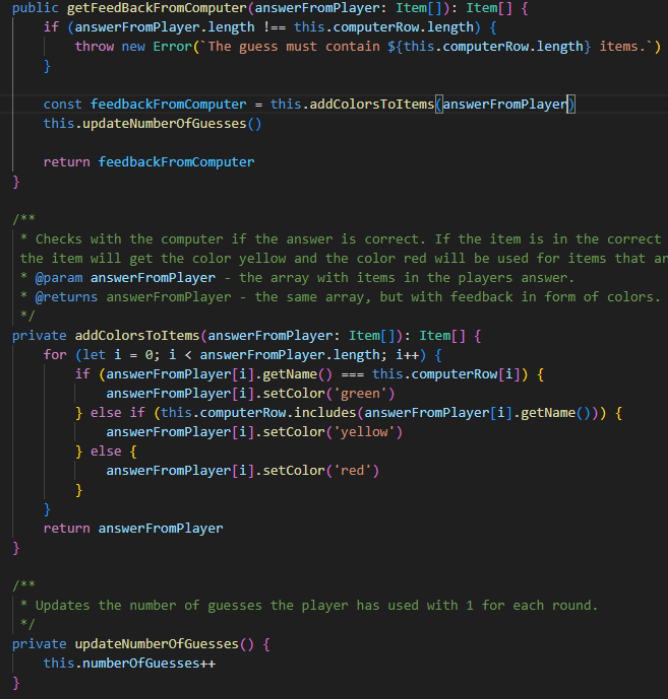 public getFeedBackFromComputer(answerFromPlayer: Item[]): Item[] {
if (answerFromPlayer.length !== this.computerRow.length) {
throw new Error(`The guess must contain ${this.computerRow.length} items.`)
}
const feedbackFromComputer = this.addColorsToItems(answerFromPlayer)
this.updateNumberOfGuesses()
return feedbackFromComputer
}
/**
* Checks with the computer if the answer is correct. If the item is in the correct
the item will get the color yellow and the color red will be used for items that
* @param answerFromPlayer - the array with items in the players answer.
* @returns answerFromPlayer - the same array, but with feedback in form of colors.
*/
private addColorsToItems(answerFromPlayer: Item[]): Item[] {
for (let i = 0; i < answerFromPlayer.length; i++) {
if (answerFromPlayer[i].getName() === this.computerRow[i]) {
answerFromPlayer[i].setColor('green')
} else if (this.computerRow.includes(answerFromPlayer[i].getName())) {
answerFromPlayer[i].setColor('yellow')
} else {
answerFromPlayer[i].setColor('red')
}
}
return answerFromPlayer
}
/**
* Updates the number of guesses the player has used with 1 for each round.
*/
private updateNumberOfGuesses() {
this.numberOfGuesses++
}